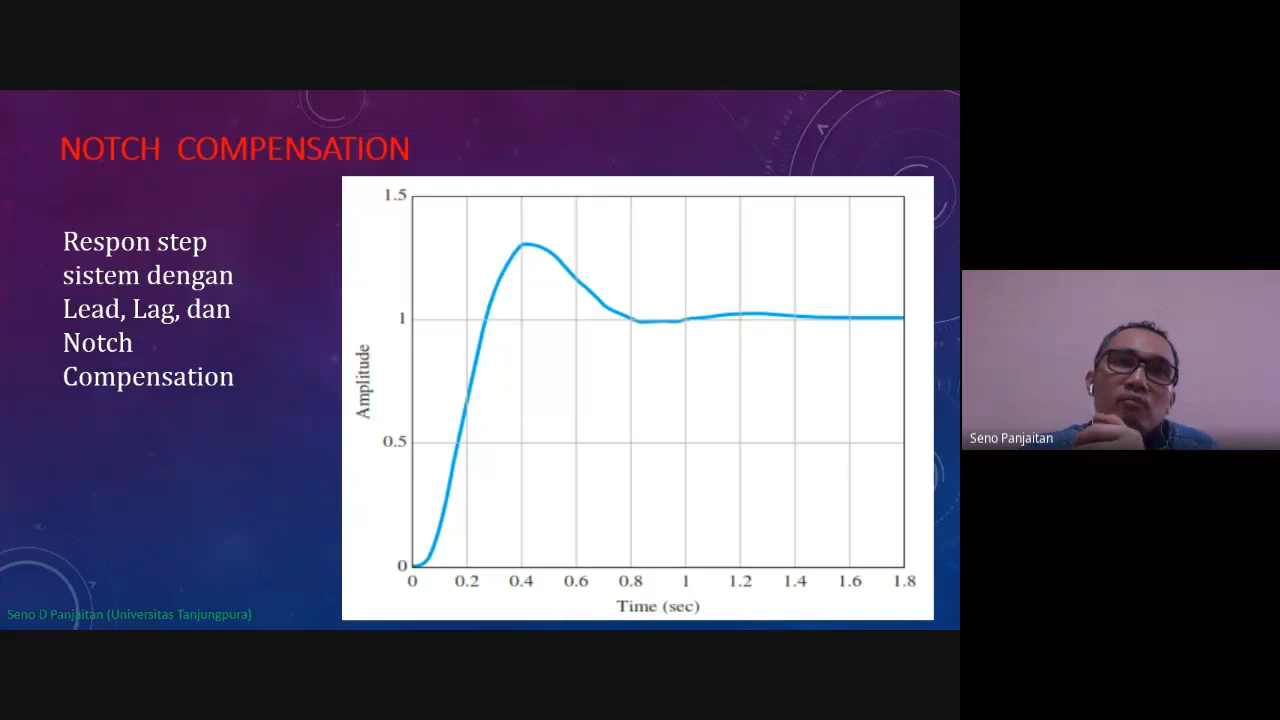 NOTCH COMPENSATION
Respon step
sistem dengan
Lead, Lag, dan
Notch
Compensation
1.5
1
0.5
0
Amplitude
0
0.2
0.4
0.6
0.8
1
1.2
1.4
1.6
1.8
Time (sec)
Seno D Panjaitan (Universitas Tanjungpura)
Seno Panjaitan